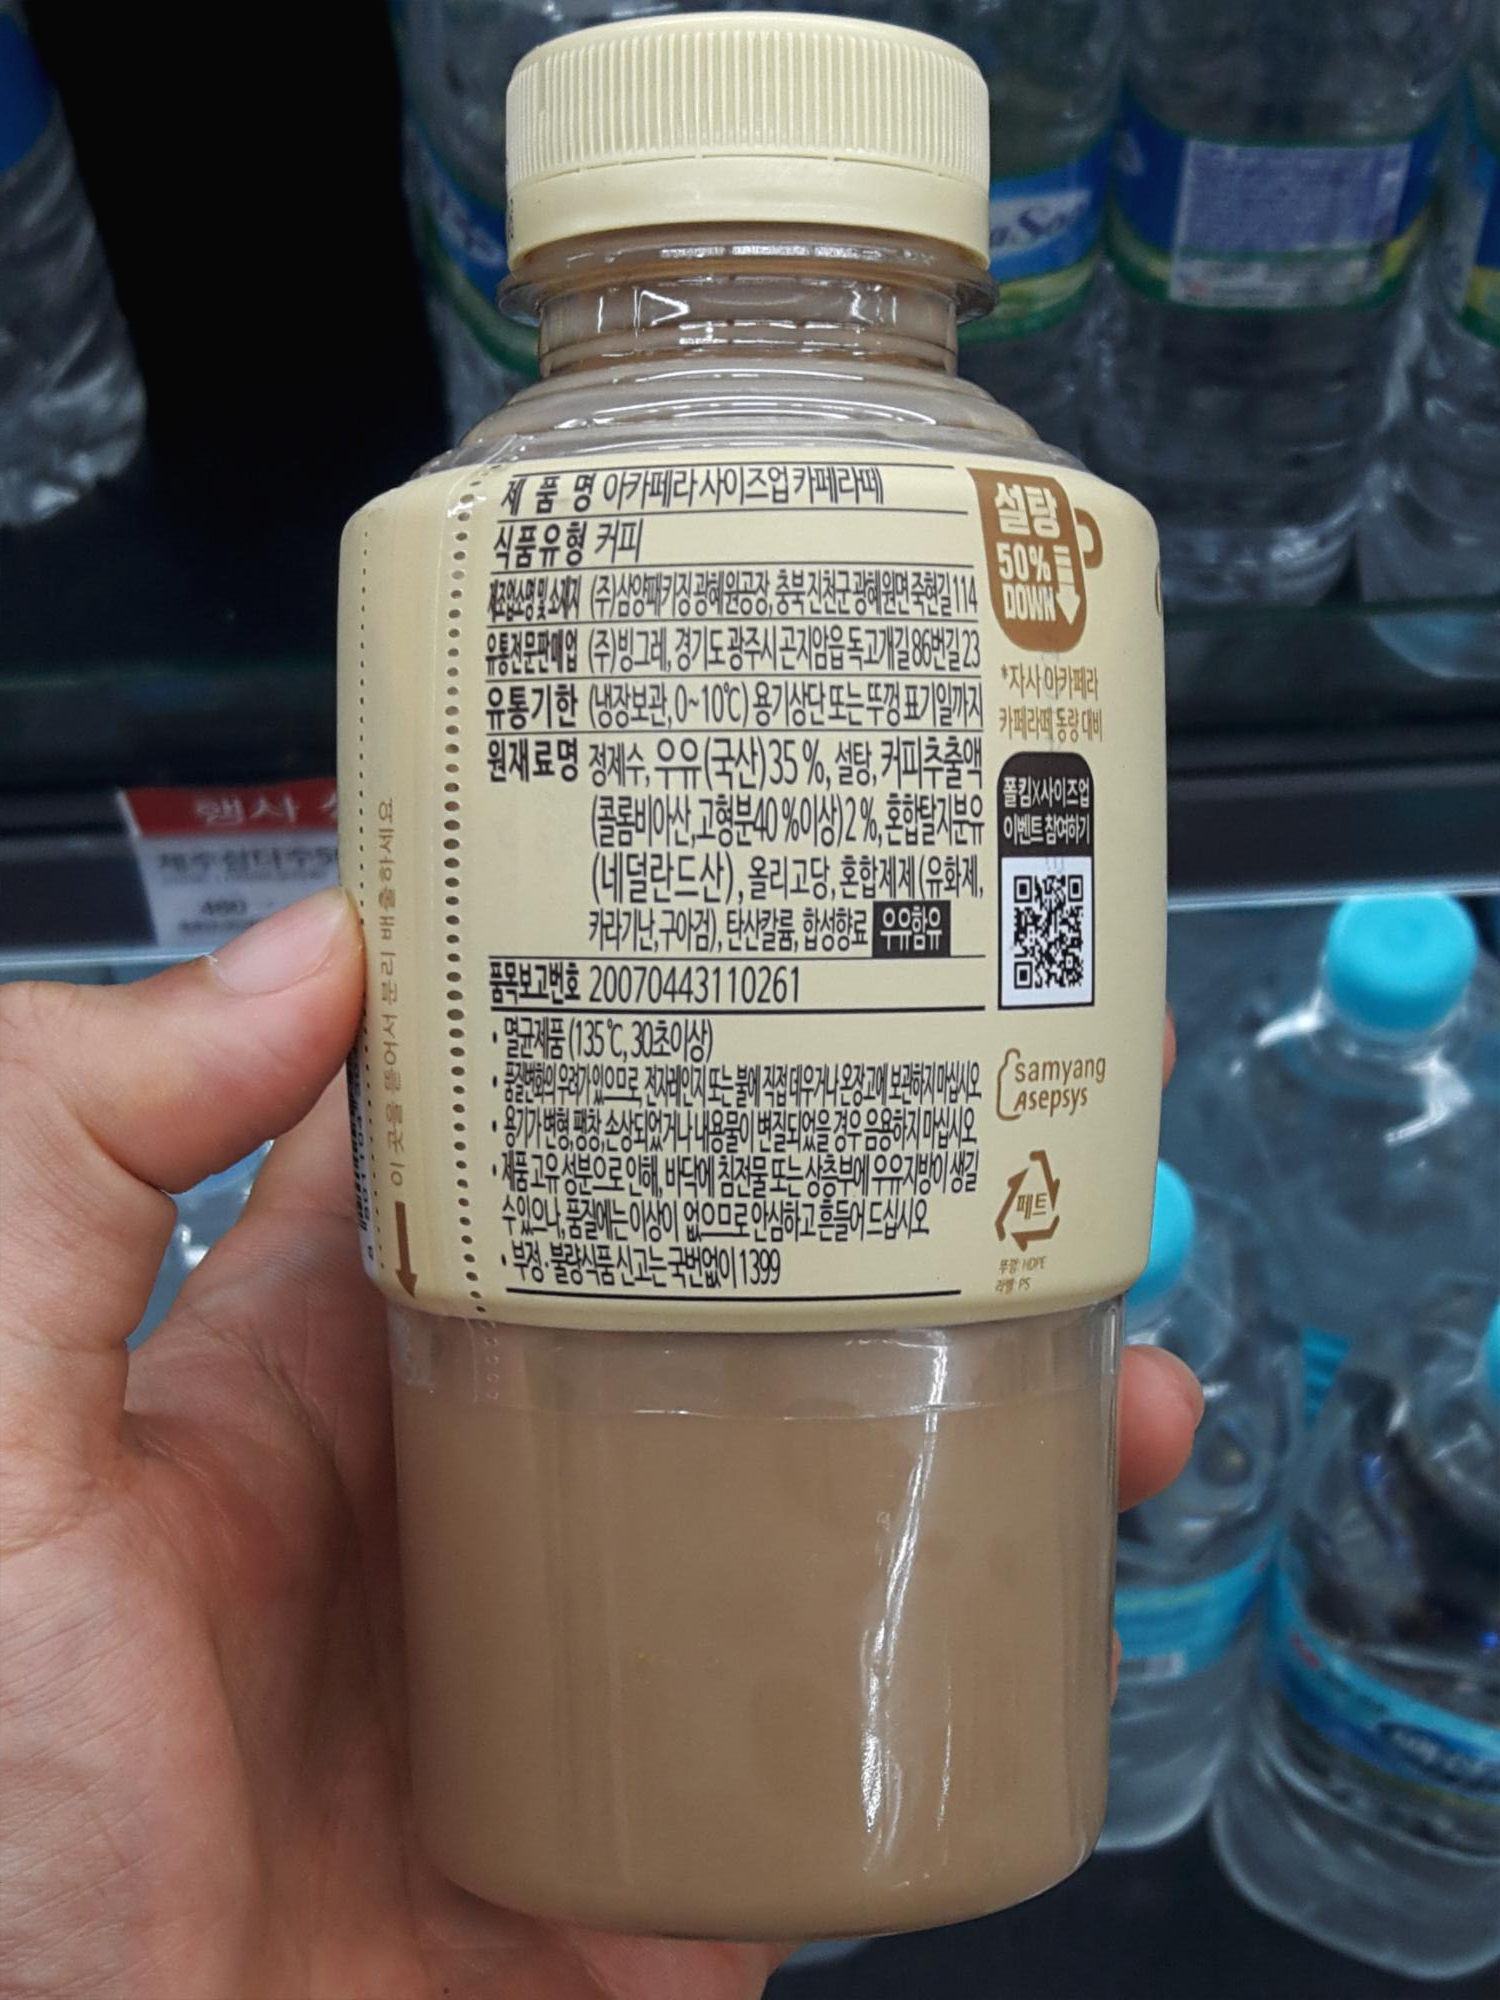 제 품 명 아카페라 사이즈업 카페라떼
식품유형 커피
제조업소명 및 소재지 (주)삼양패키징 광혜원공장, 충북 진천군 광혜원면 죽현길 114
유통전문판매업 (주)빙그레, 경기도 광주시 곤지암읍 독고개길 86번길 23
유통기한 (냉장보관, 0~10℃) 용기상단 또는 뚜껑 표기일까지
원재료명 정제수, 우유(국산)35 %, 설탕, 커피추출액
(콜롬비아산, 고형분40 %이상)2 %, 혼합탈지분유
(네덜란드산), 올리고당, 혼합제제(유화제,
카라기난, 구아검), 탄산칼륨, 합성향료 우유함유
품목보고번호 20070443110261
• 멸균제품 (135℃, 30초이상)
• 품질변화의 우려가 있으므로, 전자레인지 또는 불에 직접 데우거나 온장고에 보관하지 마십시오
• 용기가 변형, 팽창, 손상되었거나 내용물이 변질되었을 경우 음용하지 마십시오
• 제품 고유 성분으로 인해, 바닥에 침전물 또는 상층부에 우유지방이 생길
수 있으나, 품질에는 이상이 없으므로 안심하고 흔들어 드십시오
• 부정·불량식품 신고는 국번없이 1399
설탕
50%
DOWN
*자사 아카페라
카페라떼 동량 대비
폴킴X사이즈업
이벤트 참여하기
samyang
Asepsys
페트
뚜껑: HDPE
라벨: PS
이 곳을 뜯어서 분리 배출하세요
행사